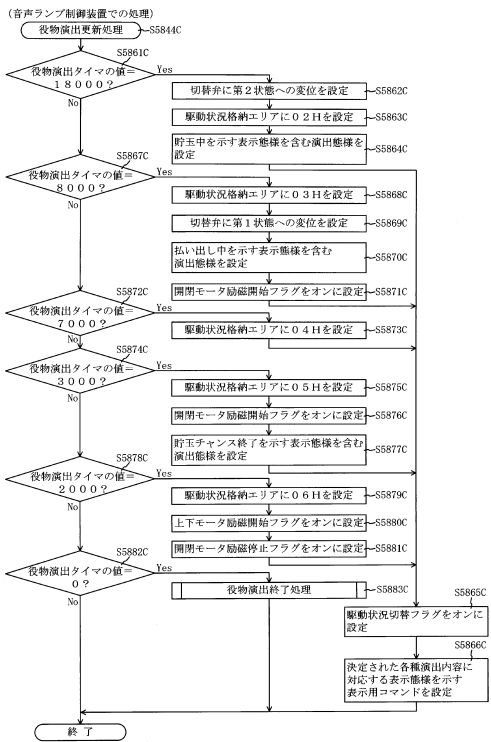 （音声ランプ制御装置での処理）
役物演出更新処理
S5844C
S5861C
役物演出タイマの値＝
１８０００？
Yes
No
切替弁に第２状態への変位を設定
S5862C
駆動状況格納エリアに０２Hを設定
S5863C
貯玉中を示す表示態様を含む演出態様を
設定
S5864C
S5867C
役物演出タイマの値＝
８０００？
Yes
No
駆動状況格納エリアに０３Hを設定
S5868C
切替弁に第１状態への変位を設定
S5869C
払い出し中を示す表示態様を含む
演出態様を設定
S5870C
開閉モータ励磁開始フラグをオンに設定
S5871C
S5872C
役物演出タイマの値＝
７０００？
Yes
No
駆動状況格納エリアに０４Hを設定
S5873C
S5874C
役物演出タイマの値＝
３０００？
Yes
No
駆動状況格納エリアに０５Hを設定
S5875C
開閉モータ励磁開始フラグをオンに設定
S5876C
貯玉チャンス終了を示す表示態様を含む
演出態様を設定
S5877C
S5878C
役物演出タイマの値＝
２０００？
Yes
No
駆動状況格納エリアに０６Hを設定
S5879C
上下モータ励磁開始フラグをオンに設定
S5880C
開閉モータ励磁停止フラグをオンに設定
S5881C
S5882C
役物演出タイマの値＝
０？
Yes
No
役物演出終了処理
S5883C
S5865C
駆動状況切替フラグをオンに
設定
S5866C
決定された各種演出内容に
対応する表示態様を示す
表示用コマンドを設定
終 了